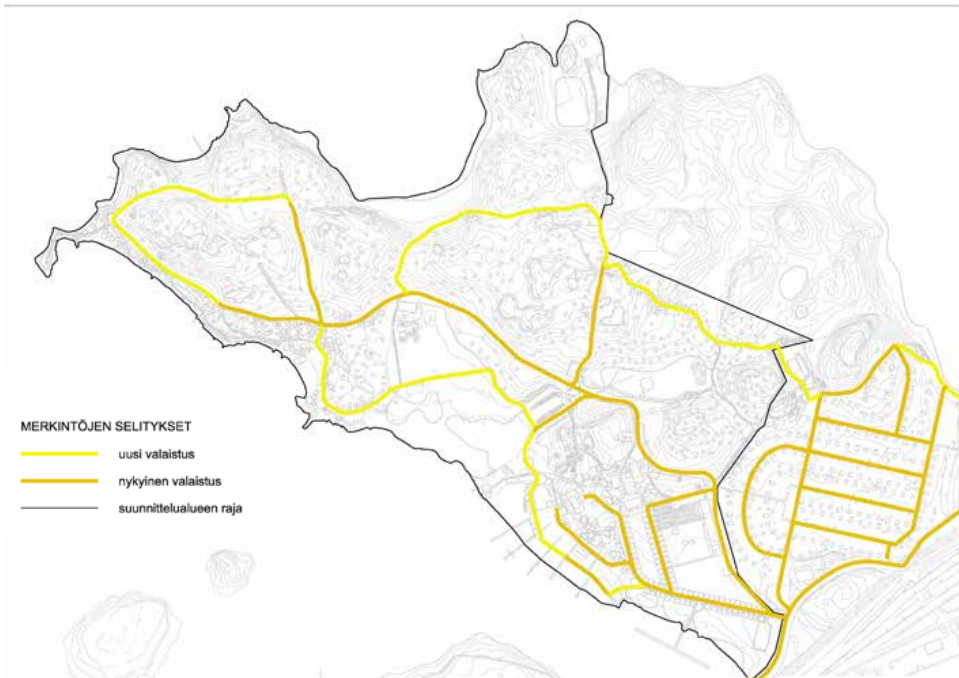 MERKINTÖJEN SELITYKSET
uusi valaistus
nykyinen valaistus
suunnittelualueen raja